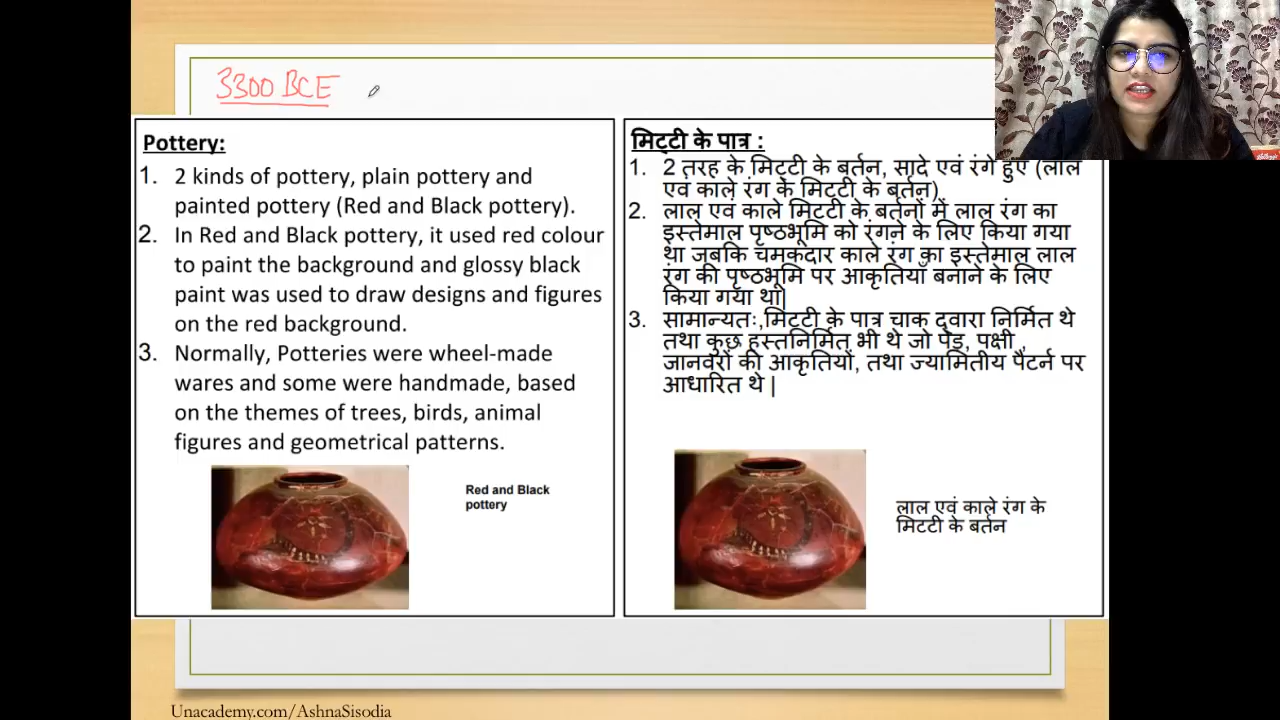 3300 BCE
Pottery:
1. 2 kinds of pottery, plain pottery and
painted pottery (Red and Black pottery).
2. In Red and Black pottery, it used red colour
to paint the background and glossy black
paint was used to draw designs and figures
on the red background.
3. Normally, Potteries were wheel-made
wares and some were handmade, based
on the themes of trees, birds, animal
figures and geometrical patterns.
Red and Black
pottery
मिट्टी के पात्र :
1. 2 तरह के मिट्टी के बर्तन, सादे एवं रंगे हुए (लाल
एवं काले रंग के मिट्टी के बर्तन)
2. लाल एवं काले मिट्टी के बर्तनों में लाल रंग का
इस्तेमाल पृष्ठभूमि को रंगने के लिए किया गया
था जबकि चमकदार काले रंग का इस्तेमाल लाल
रंग की पृष्ठभूमि पर आकृतियाँ बनाने के लिए
किया गया था|
3. सामान्यतः,मिटटी के पात्र चाक द्वारा निर्मित थे
तथा कुछ हस्तनिर्मित भी थे जो पेड, पक्षी ,
जानवरों की आकृतियों, तथा ज्यामितीय पैटर्न पर
आधारित थे |
लाल एवं काले रंग के
मिटटी के बर्तन
Unacademy.com/AshnaSisodia